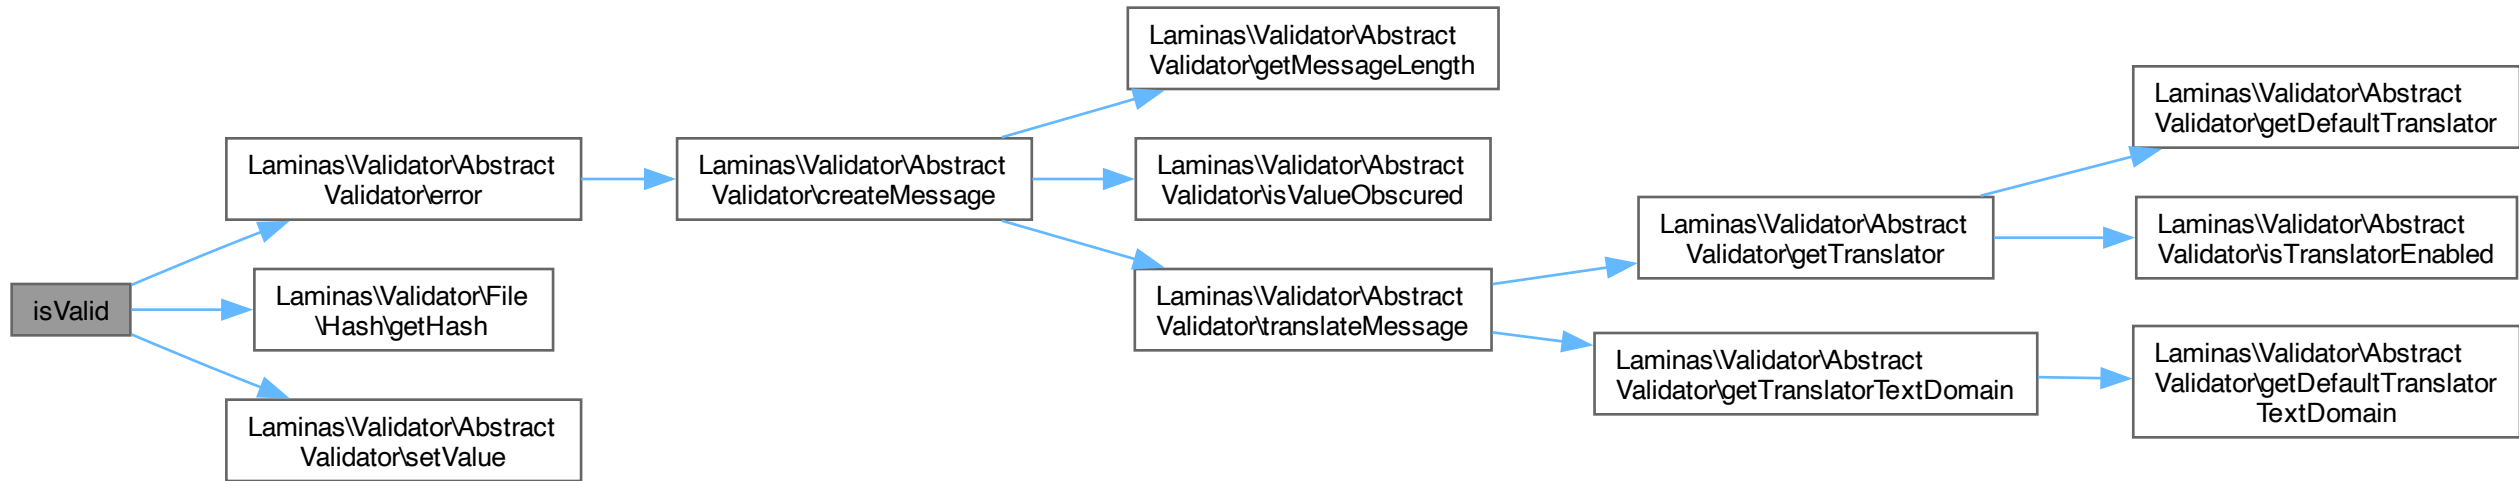 isValid
Laminas\Validator\Abstract
Validator\error
Laminas\Validator\File
\Hash\getHash
Laminas\Validator\Abstract
Validator\setValue
Laminas\Validator\Abstract
Validator\createMessage
Laminas\Validator\Abstract
Validator\getMessageLength
Laminas\Validator\Abstract
Validator\isValueObscured
Laminas\Validator\Abstract
Validator\translateMessage
Laminas\Validator\Abstract
Validator\getTranslator
Laminas\Validator\Abstract
Validator\getTranslatorTextDomain
Laminas\Validator\Abstract
Validator\getDefaultTranslator
Laminas\Validator\Abstract
Validator\isTranslatorEnabled
Laminas\Validator\Abstract
Validator\getDefaultTranslator
TextDomain